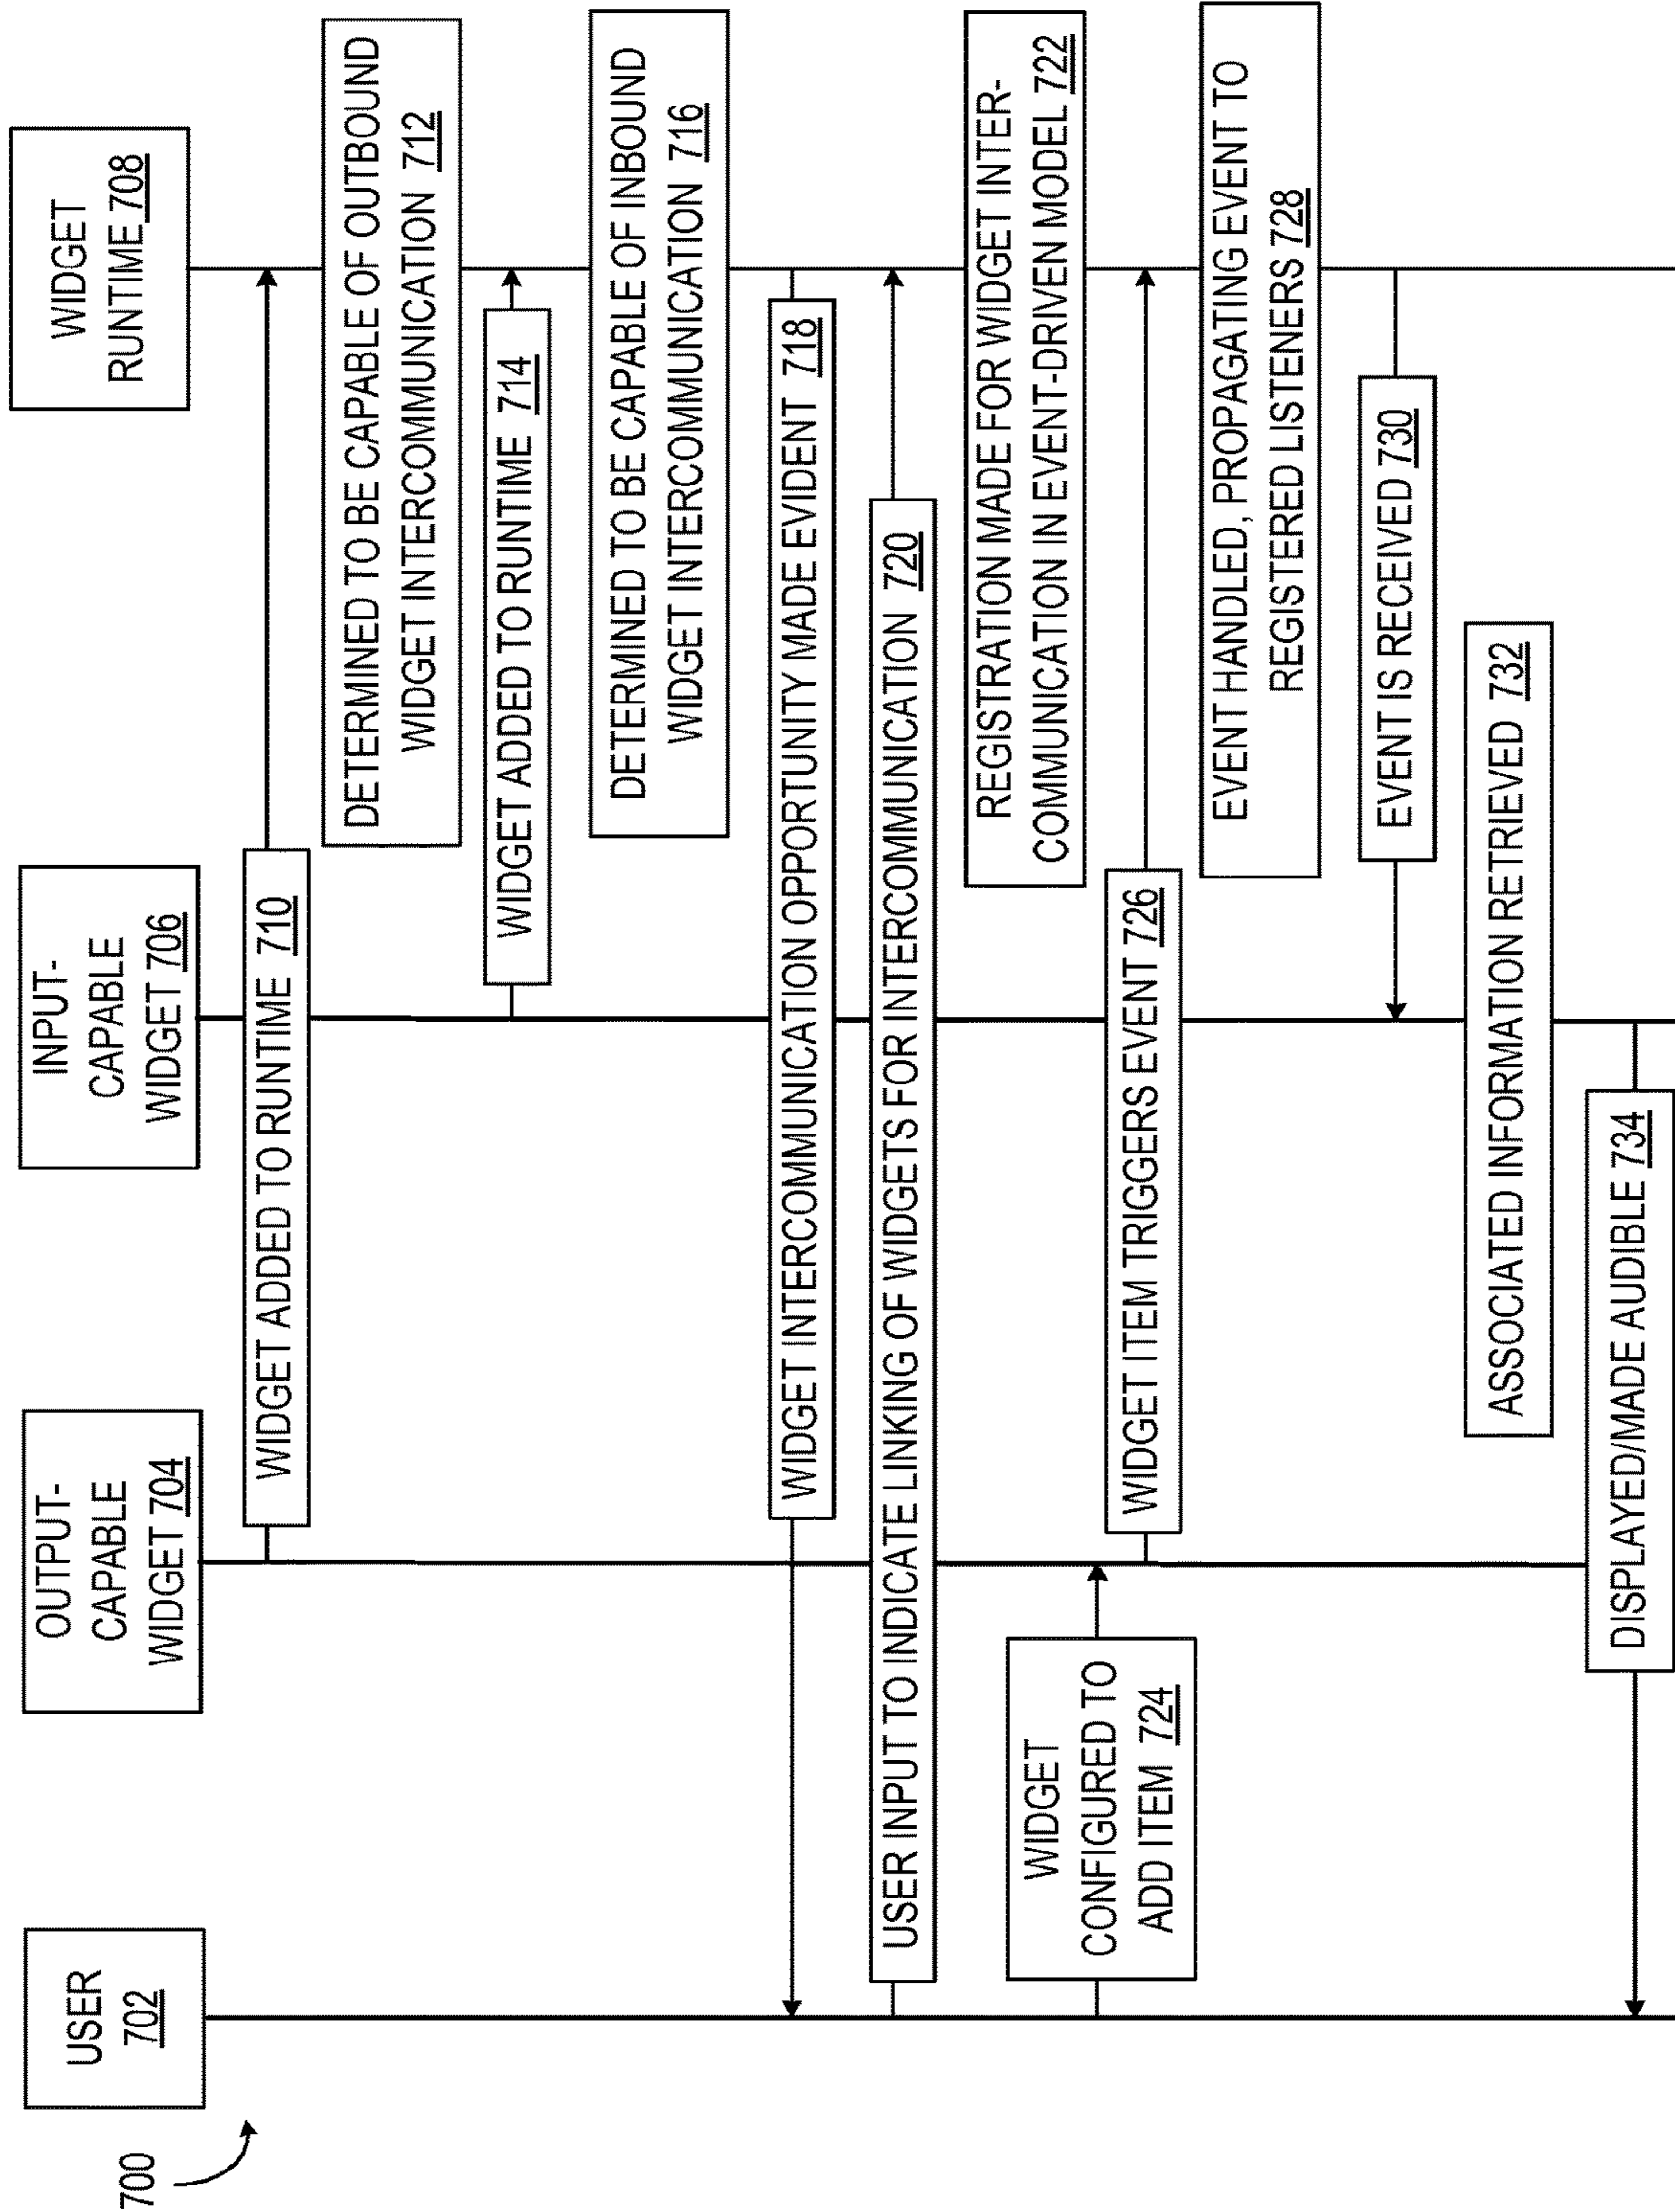 700
USER
702
OUTPUT-
CAPABLE
WIDGET 704
INPUT-
CAPABLE
WIDGET 706
WIDGET
RUNTIME 708
WIDGET ADDED TO RUNTIME 710
DETERMINED TO BE CAPABLE OF OUTBOUND
WIDGET INTERCOMMUNICATION 712
WIDGET ADDED TO RUNTIME 714
DETERMINED TO BE CAPABLE OF INBOUND
WIDGET INTERCOMMUNICATION 716
WIDGET INTERCOMMUNICATION OPPORTUNITY MADE EVIDENT 718
USER INPUT TO INDICATE LINKING OF WIDGETS FOR INTERCOMMUNICATION 720
REGISTRATION MADE FOR WIDGET INTER-
COMMUNICATION IN EVENT-DRIVEN MODEL 722
WIDGET
CONFIGURED TO
ADD ITEM 724
WIDGET ITEM TRIGGERS EVENT 726
EVENT HANDLED, PROPAGATING EVENT TO
REGISTERED LISTENERS 728
EVENT IS RECEIVED 730
ASSOCIATED INFORMATION RETRIEVED 732
DISPLAYED/MADE AUDIBLE 734